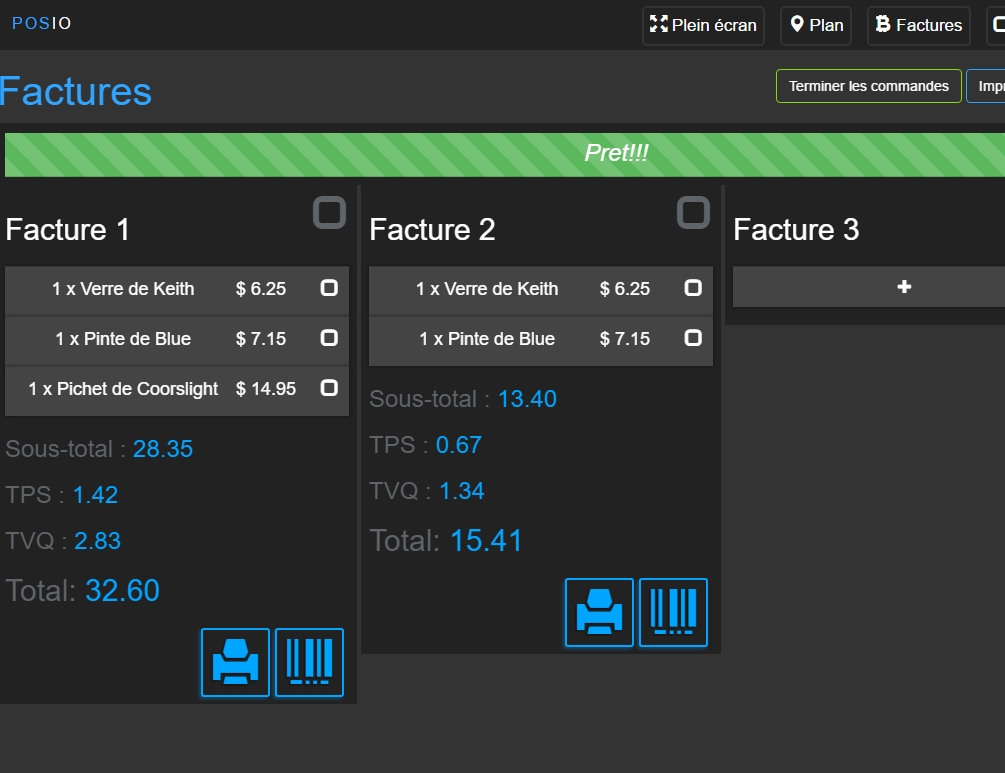 POSIO
Plein écran
Plan
Factures
Factures
Terminer les commandes
Pret!!!
Facture 1
1 x Verre de Keith $ 6.25
1 x Pinte de Blue $ 7.15
1 x Pichet de Coorslight $ 14.95
Sous-total : 28.35
TPS : 1.42
TVQ : 2.83
Total: 32.60
Facture 2
1 x Verre de Keith $ 6.25
1 x Pinte de Blue $ 7.15
Sous-total : 13.40
TPS : 0.67
TVQ : 1.34
Total: 15.41
Facture 3
+